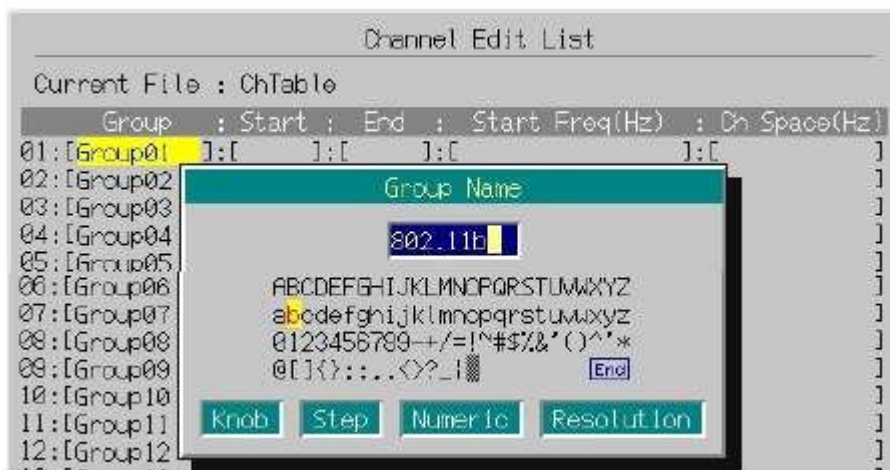 Channel Edit List
Current File : ChTable
Group : Start : End : Start Freq(Hz) : Ch Space(Hz)
01:[Group01 ]:[ ]:[ ]:[ ]:[ ]
02:[Group02 ]
03:[Group03 ]
04:[Group04 ]
05:[Group05 ]
06:[Group06 ]
07:[Group07 ]
08:[Group08 ]
09:[Group09 ]
10:[Group10 ]
11:[Group11 ]
12:[Group12 ]
Group Name
802.11b
ABCDEFGHIJKLMNOPQRSTUVWXYZ
abcdefghijklmnopqrstuvwxyz
0123456789-+/=!"#$%&'()^`*
@[]{}:;.,<>?_|
End
Knob Step Numeric Resolution